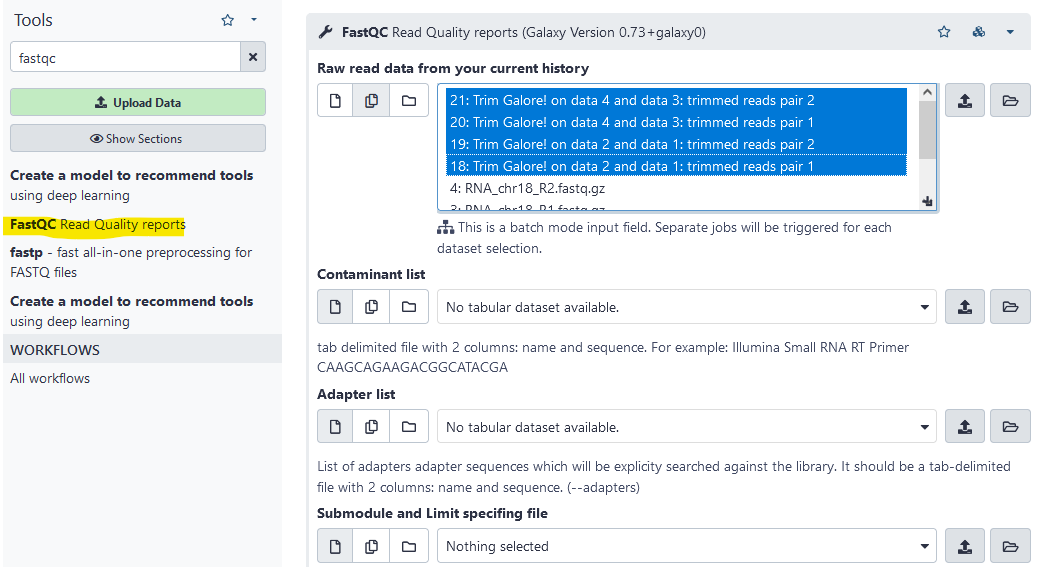 Tools
fastqc
Upload Data
Show Sections
Create a model to recommend tools
using deep learning
FastQC Read Quality reports
fastp - fast all-in-one preprocessing for
FASTQ files
Create a model to recommend tools
using deep learning
WORKFLOWS
All workflows
FastQC Read Quality reports (Galaxy Version 0.73+galaxy0)
Raw read data from your current history
21: Trim Galore! on data 4 and data 3: trimmed reads pair 2
20: Trim Galore! on data 4 and data 3: trimmed reads pair 1
19: Trim Galore! on data 2 and data 1: trimmed reads pair 2
18: Trim Galore! on data 2 and data 1: trimmed reads pair 1
4: RNA_chr18_R2.fastq.gz
3: RNA_chr18_R1.fastq.gz
This is a batch mode input field. Separate jobs will be triggered for each
dataset selection.
Contaminant list
No tabular dataset available.
tab delimited file with 2 columns: name and sequence. For example: Illumina Small RNA RT Primer
CAAGCAGAAGACGGCATACGA
Adapter list
No tabular dataset available.
List of adapters adapter sequences which will be explicity searched against the library. It should be a tab-delimited
file with 2 columns: name and sequence. (--adapters)
Submodule and Limit specifing file
Nothing selected